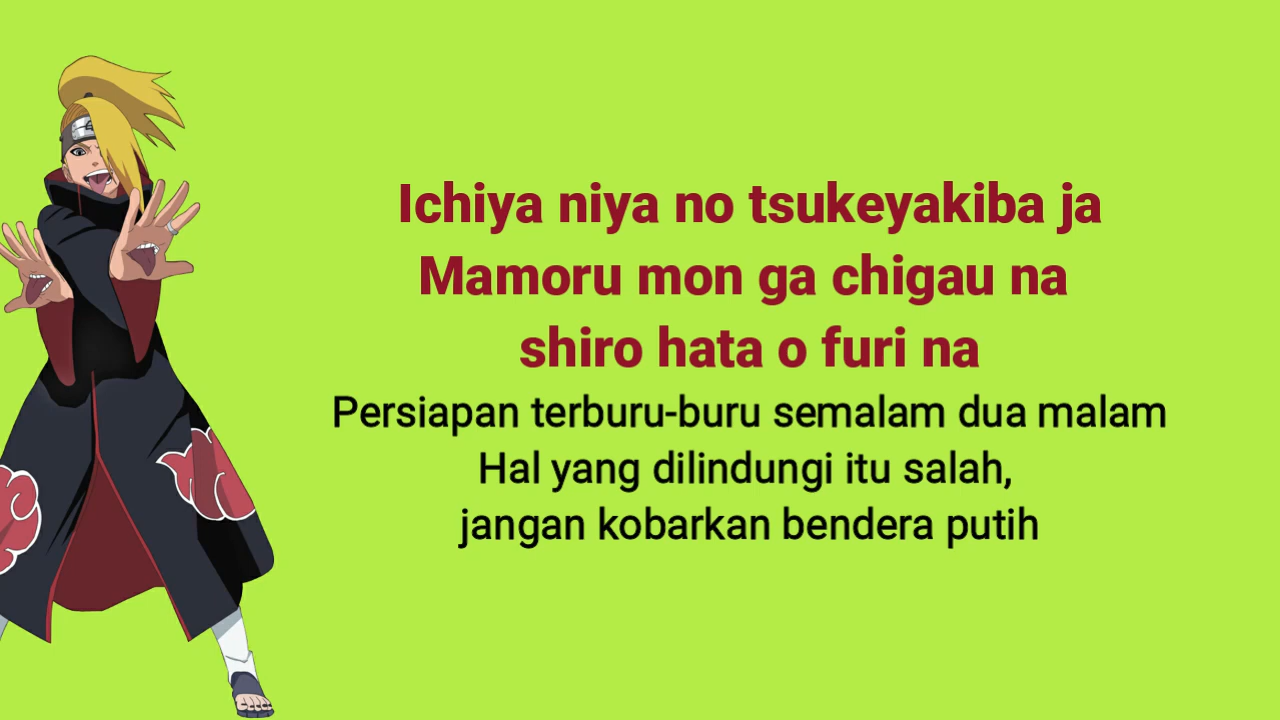 Ichiya niya no tsukeyakiba ja
Mamoru mon ga chigau na
shiro hata o furi na
Persiapan terburu-buru semalam dua malam
Hal yang dilindungi itu salah,
jangan kobarkan bendera putih